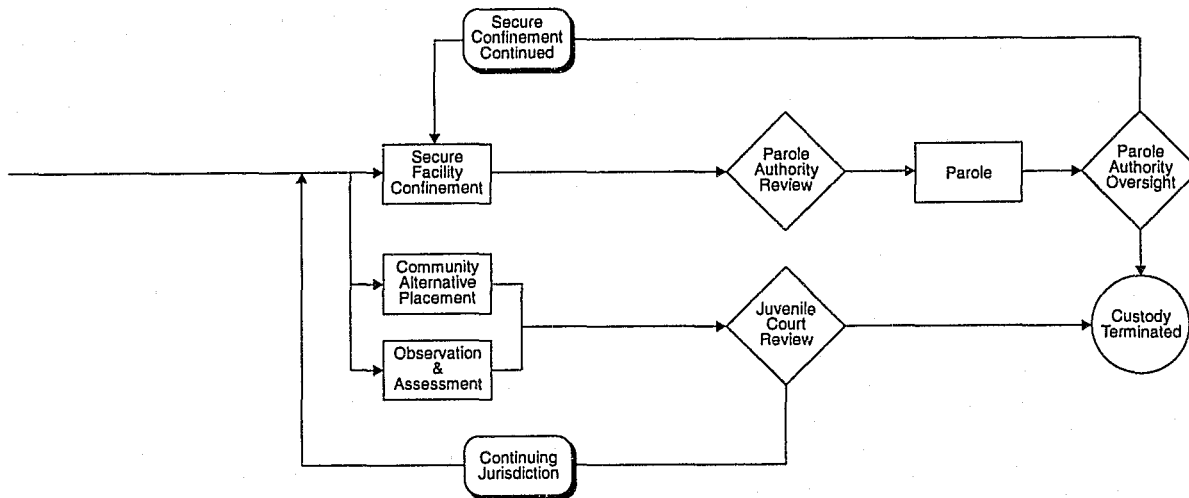 Secure
Confinement
Continued
Secure
Facility
Confinement
Parole
Authority
Review
Parole
Parole
Authority
Oversight
Community
Alternative
Placement
Juvenile
Court
Review
Custody
Terminated
Observation
&
Assessment
Continuing
Jurisdiction